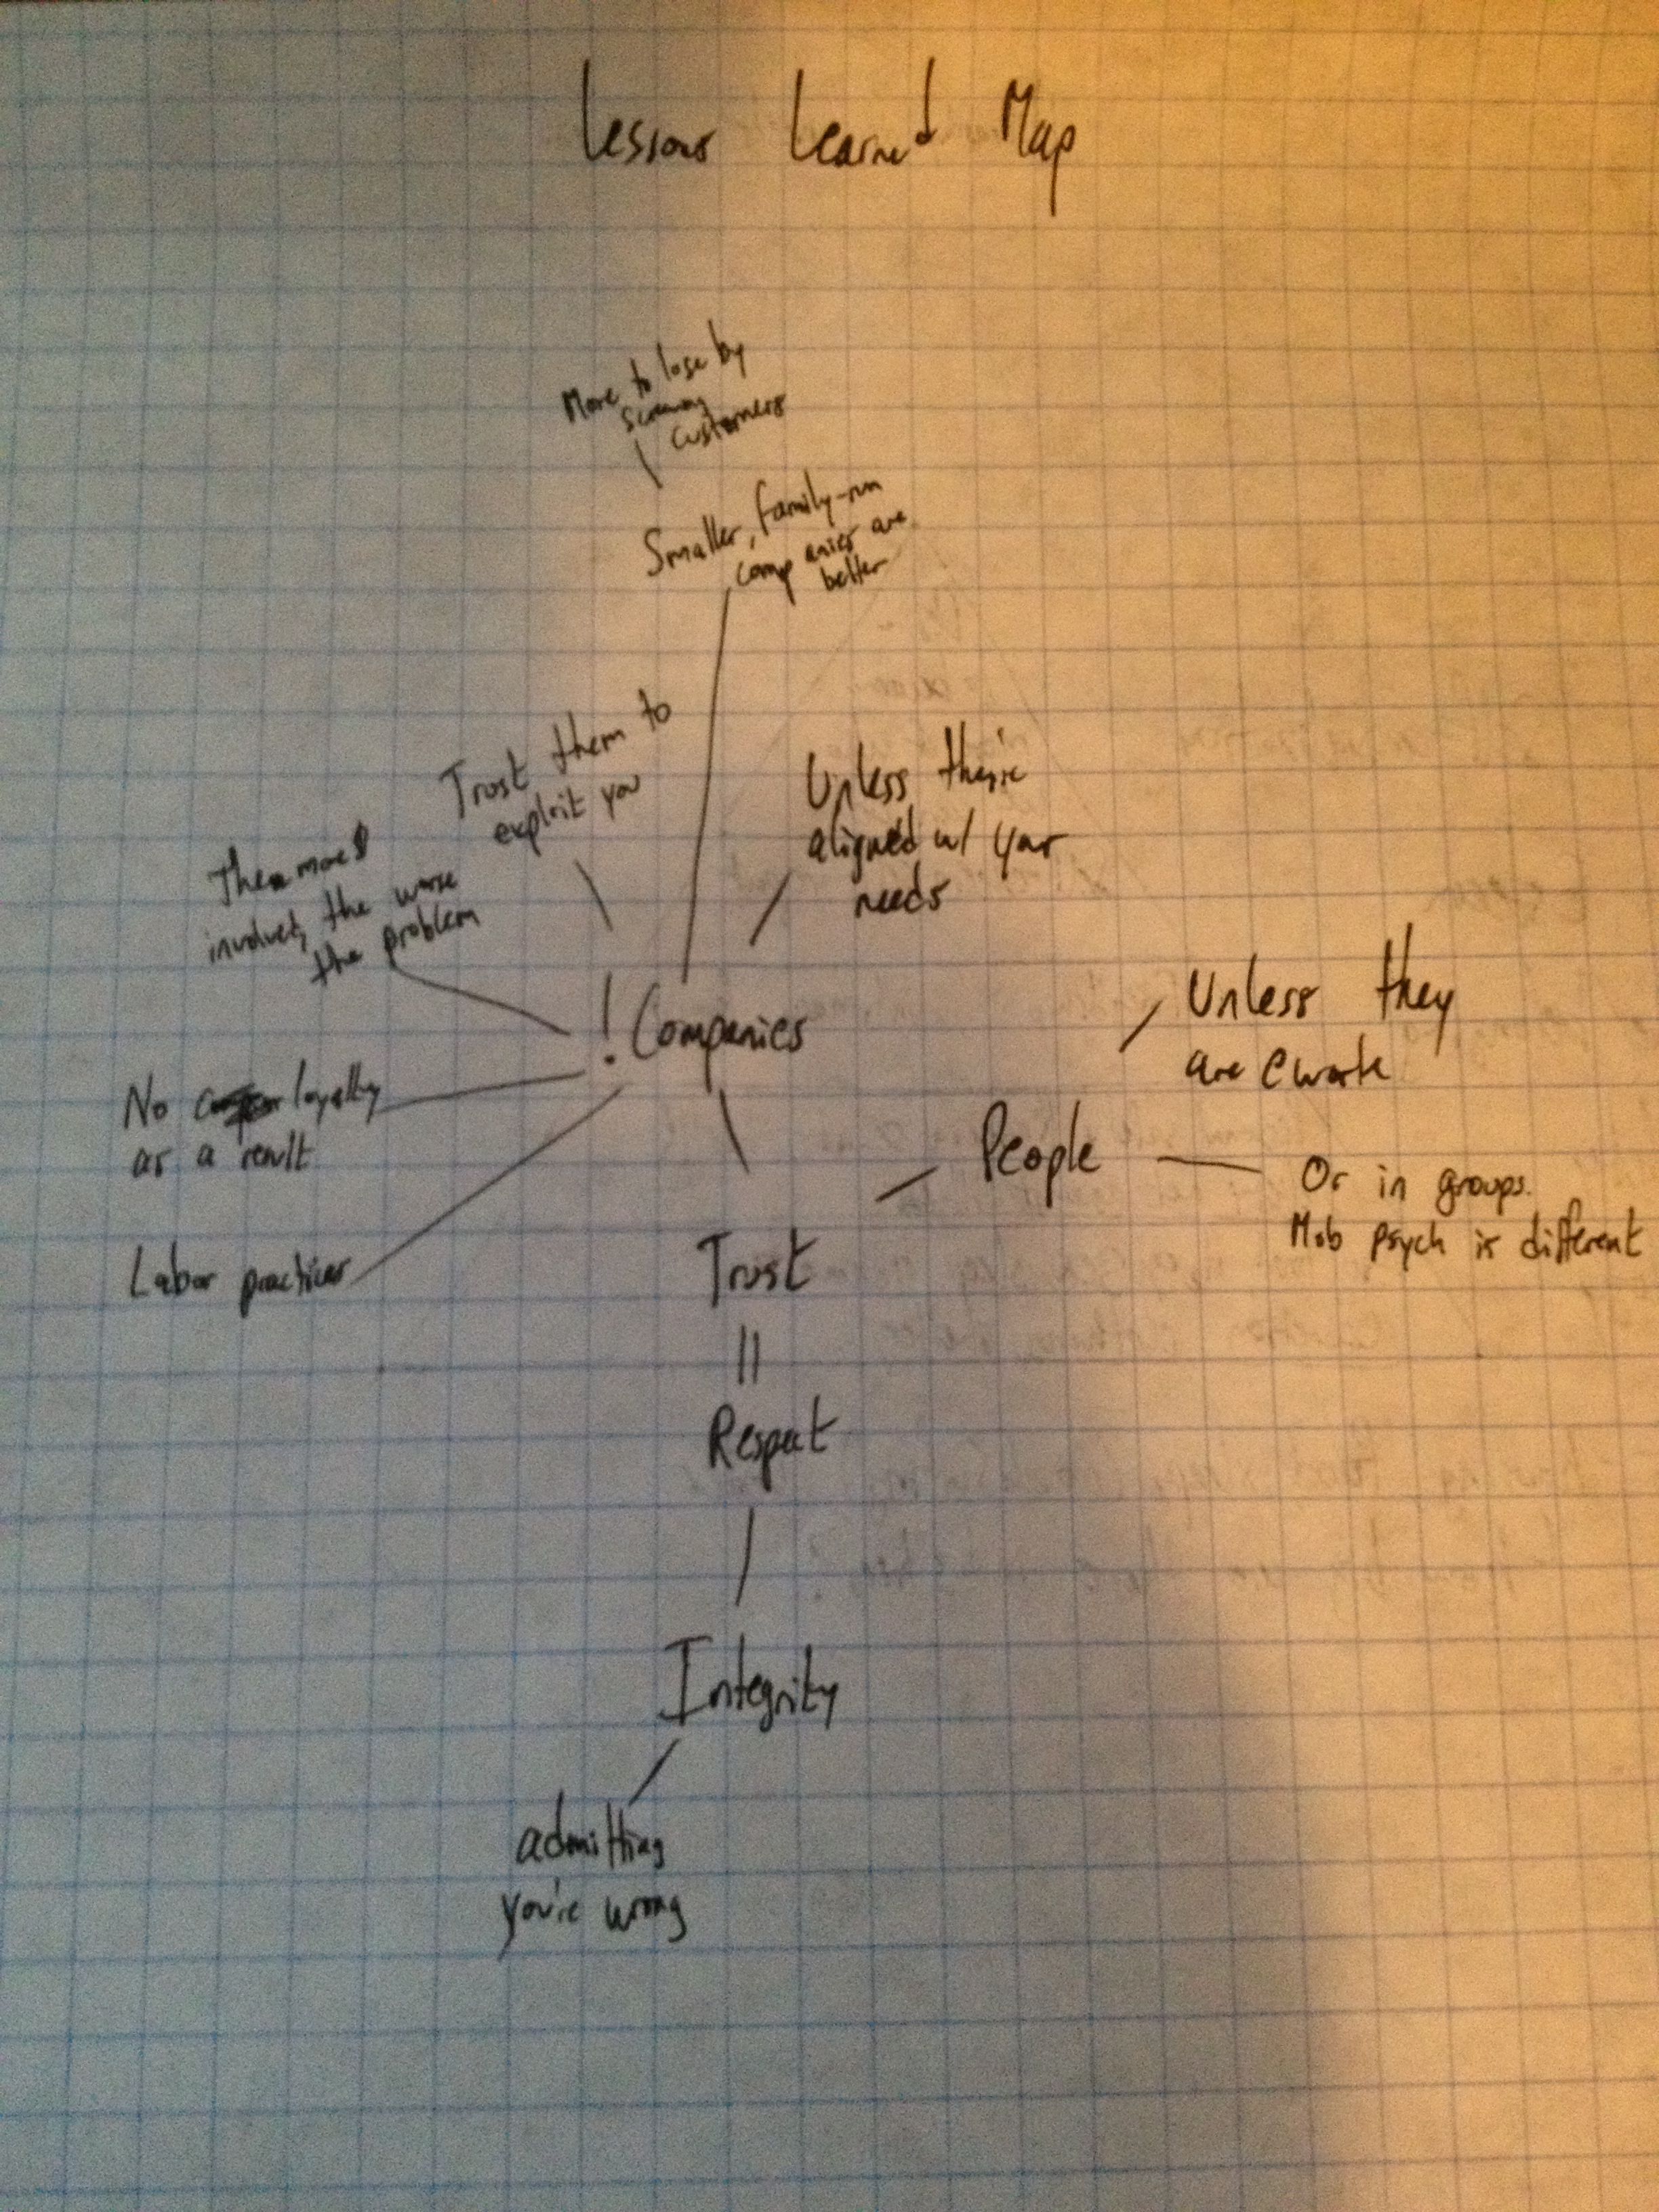 Lessons Learned Map
More to lose by
screwing
customers
Smaller, family-run
companies are
better
Trust them to
exploit you
Unless they're
aligned w/ your
needs
The more $
involved, the worse
the problem
! Companies
Unless they
are @work
No loyalty
as a result
People
Or in groups.
Mob psych is different
Labor practices
Trust
=
Respect
Integrity
admitting
you're wrong